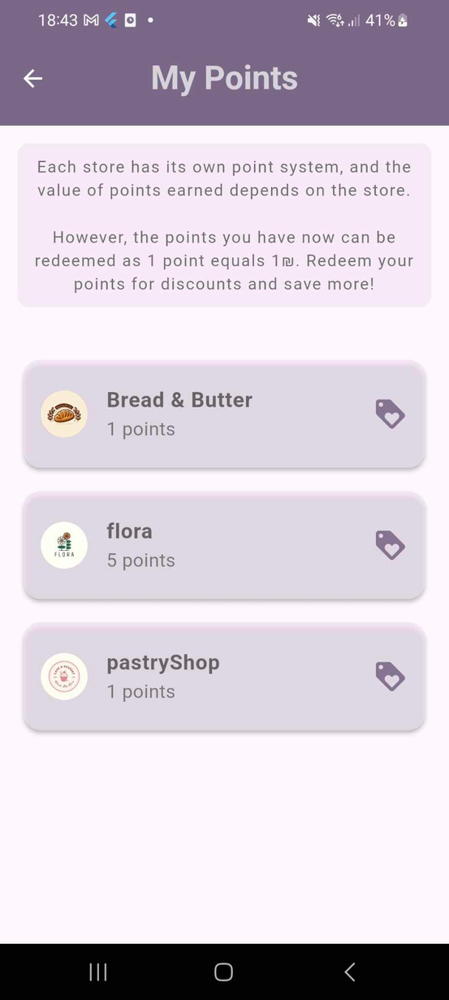 18:43
41%
My Points
Each store has its own point system, and the
value of points earned depends on the store.
However, the points you have now can be
redeemed as 1 point equals 1₪. Redeem your
points for discounts and save more!
Bread & Butter
1 points
FLORA
flora
5 points
pastryShop
1 points